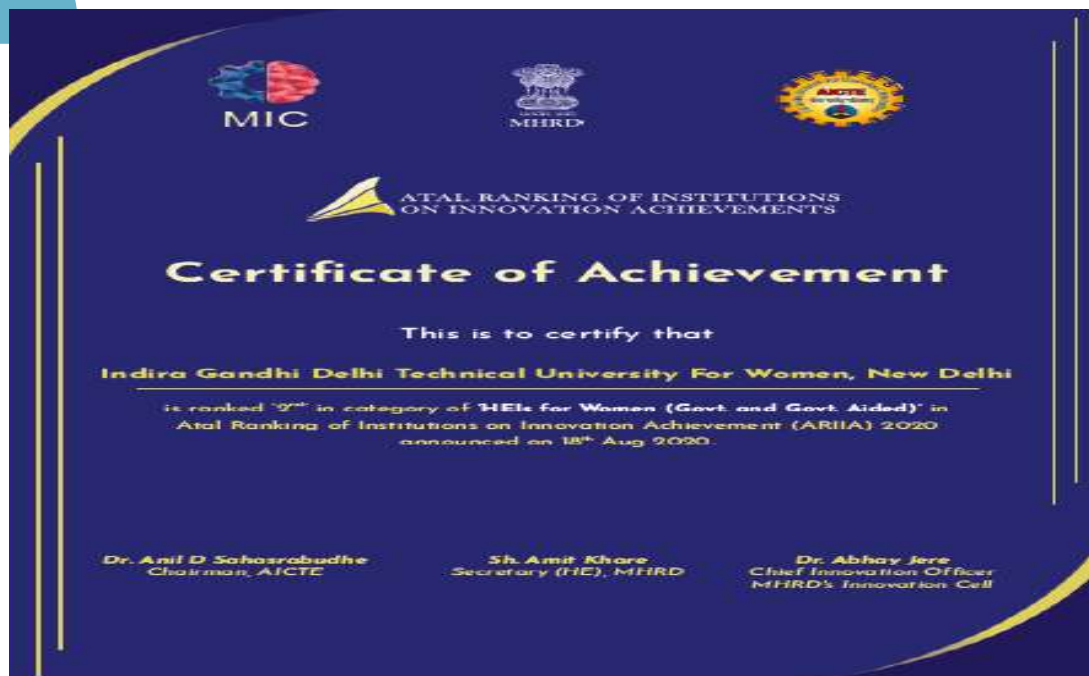 MIC
MHRD
AICTE
ATAL RANKING OF INSTITUTIONS
ON INNOVATION ACHIEVEMENTS
Certificate of Achievement
This is to certify that
Indira Gandhi Delhi Technical University For Women, New Delhi
is ranked '2nd' in category of 'HEIs for Women (Govt. and Govt. Aided)' in
Atal Ranking of Institutions on Innovation Achievement (ARIIA) 2020
announced on 18th Aug 2020.
Dr. Anil D Sahasrabudhe
Chairman, AICTE
Sh. Amit Khare
Secretary (HE), MHRD
Dr. Abhay Jere
Chief Innovation Officer
MHRD's Innovation Cell